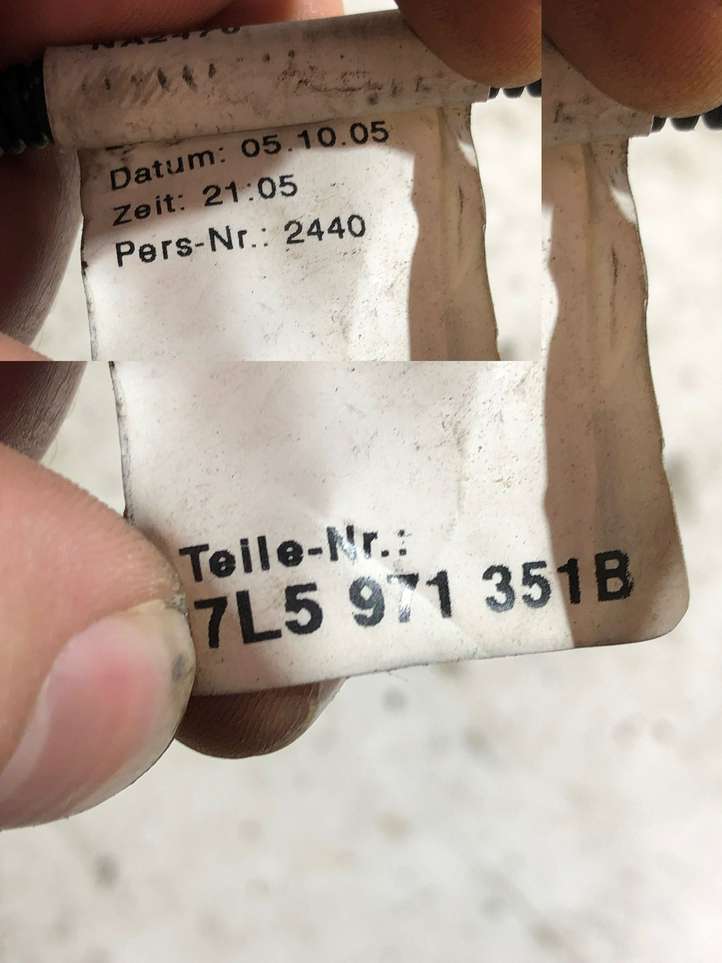 Datum: 05.10.05
Zeit: 21:05
Pers-Nr.: 2440
Teile-Nr.:
7L5 971 351B